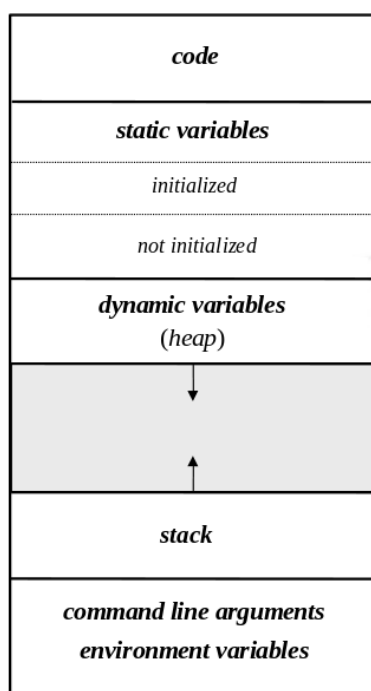 code
static variables
initialized
not initialized
dynamic variables
(heap)
stack
command line arguments
environment variables